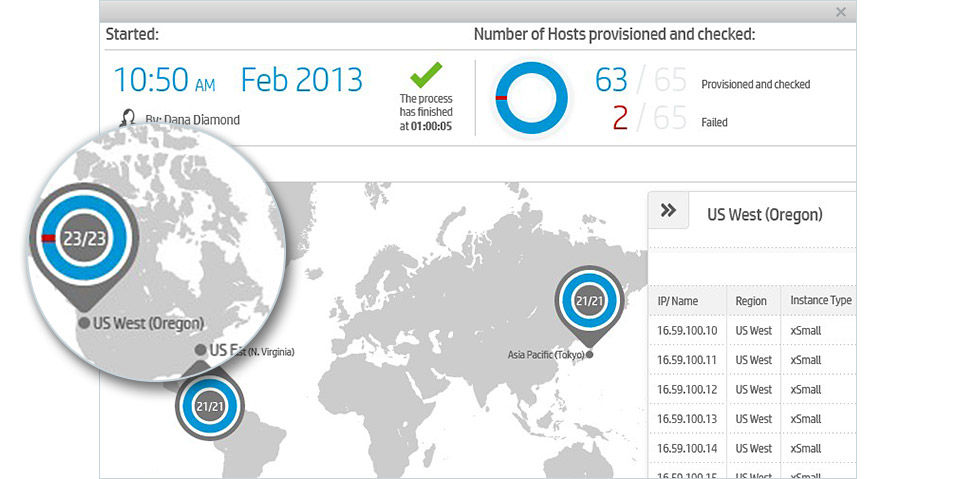 Started:
Number of Hosts provisioned and checked:
10:50 AM Feb 2013
The process
has finished
at 01:00:05
By: Dana Diamond
63 / 65 Provisioned and checked
2 / 65 Failed
23/23
US West (Oregon)
US East (N. Virginia)
21/21
21/21
Asia Pacific (Tokyo)
US West (Oregon)
IP/ Name Region Instance Type
16.59.100.10 US West xSmall
16.59.100.11 US West xSmall
16.59.100.12 US West xSmall
16.59.100.13 US West xSmall
16.59.100.14 US West xSmall
16.59.100.15 US West xSmall